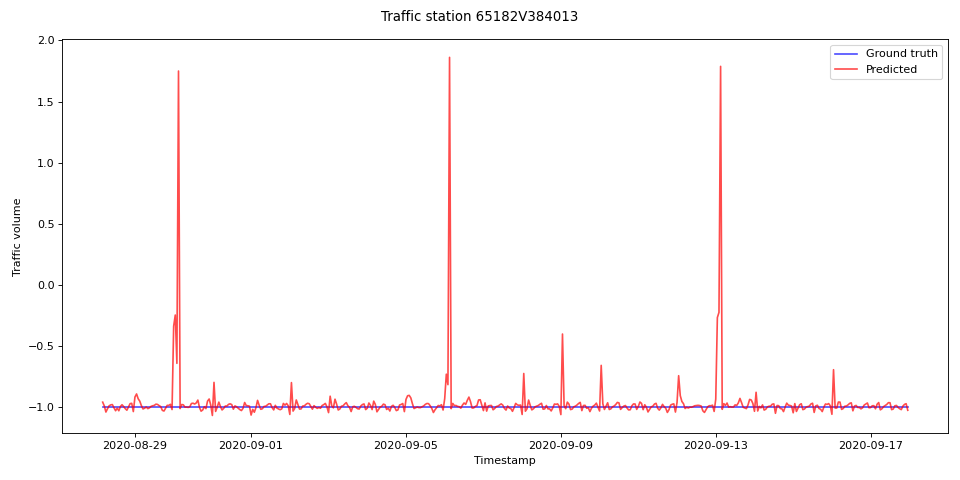 Traffic station 65182V384013
Ground truth
Predicted
2.0
1.5
1.0
0.5
0.0
−0.5
−1.0
Traffic volume
2020-08-29
2020-09-01
2020-09-05
2020-09-09
2020-09-13
2020-09-17
Timestamp